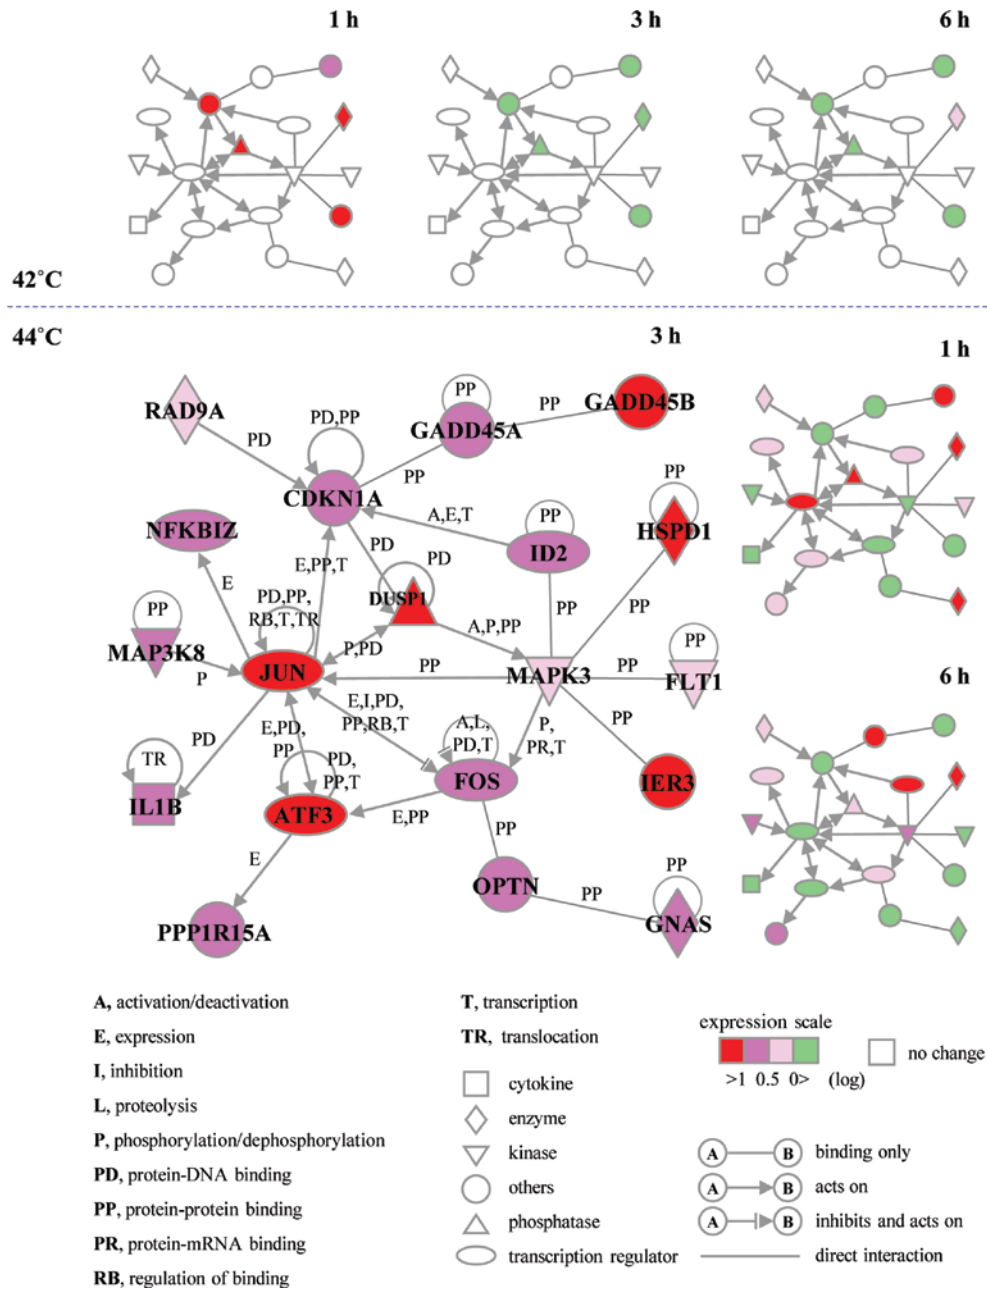 1 h
3 h
6 h
42˚C
44˚C
3 h
1 h
RAD9A
PP
GADD45A
PP
GADD45B
PD,PP
PD
PP
CDKN1A
PP
HSPD1
NFKBIZ
A,E,T
PP
ID2
E,PP,T
PD
PD
E
DUSP1
PP
PP
PD,PP,
RB,T,TR
PP
MAP3K8
A,P,PP
PP
P
JUN
P,PD
PP
MAPK3
PP
FLT1
6 h
PD
E,I,PD,
PP,RB,T
A,L,
PD,T
P,
PR,T
PP
E,PD,
PP
TR
PD,
PP,T
IL1B
FOS
IER3
ATF3
E,PP
PP
E
OPTN
PP
PP
GNAS
PPP1R15A
A, activation/deactivation
E, expression
I, inhibition
L, proteolysis
P, phosphorylation/dephosphorylation
PD, protein-DNA binding
PP, protein-protein binding
PR, protein-mRNA binding
RB, regulation of binding
T, transcription
TR, translocation
cytokine
enzyme
kinase
others
phosphatase
transcription regulator
expression scale
>1 0.5 0> (log)
no change
A B binding only
A B acts on
A B inhibits and acts on
direct interaction